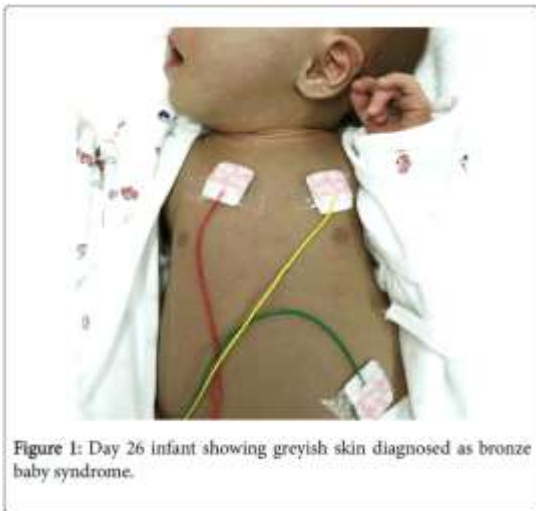 Figure 1: Day 26 infant showing greyish skin diagnosed as bronze
baby syndrome.